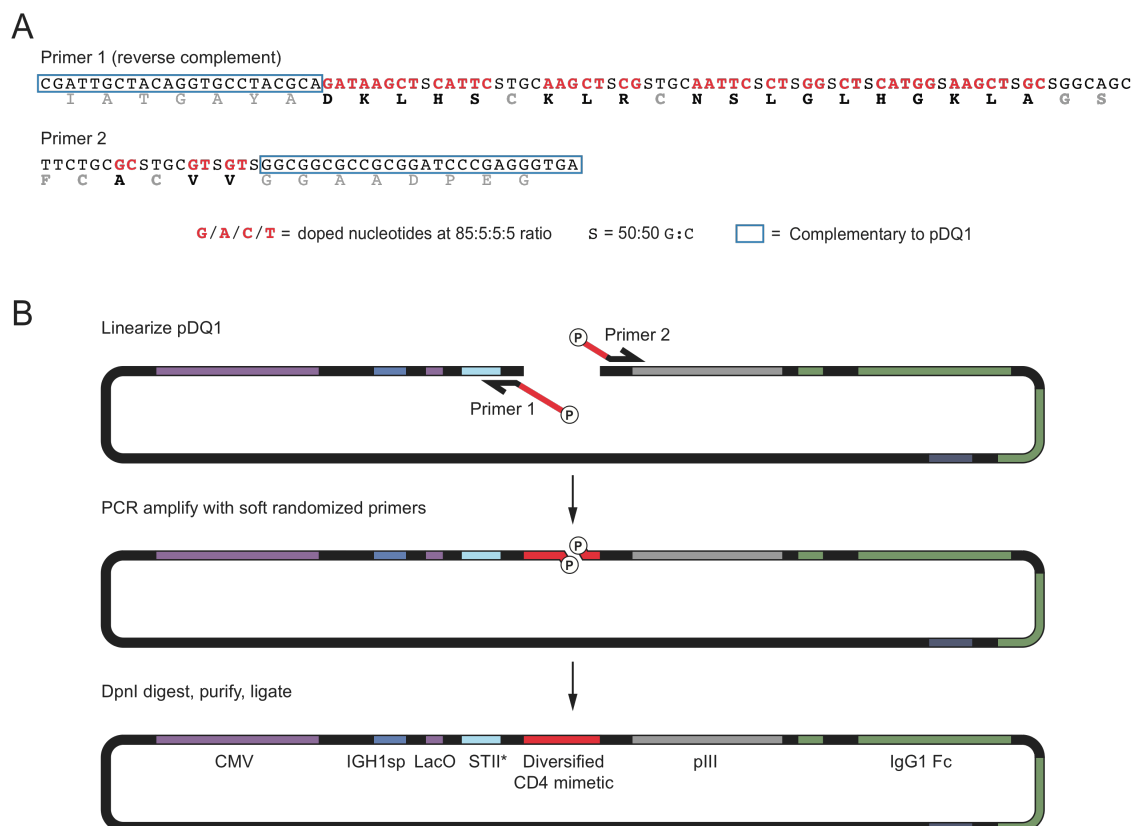 A
Primer 1 (reverse complement)
CGATTGCTACAGGTGCCTACGCAGATAAGCTSCATTCSTGCAAGCTSCGSTGCAATTCSCTSGGSCTSCATGGSAAGCTSGCSGGCAGC
I A T G A Y A D K L H S C K L R C N S L G L H G K L A G S
Primer 2
TTCTGCGCSTGCGTSGTSGGCGGCGCCGCGGATCCCGAGGGTGA
F C A C V V G G A A D P E G
G/A/C/T = doped nucleotides at 85:5:5:5 ratio S = 50:50 G:C = Complementary to pDQ1
B
Linearize pDQ1
P Primer 2
Primer 1 P
PCR amplify with soft randomized primers
P
P
DpnI digest, purify, ligate
CMV IGH1sp LacO STII* Diversified pIII IgG1 Fc
CD4 mimetic